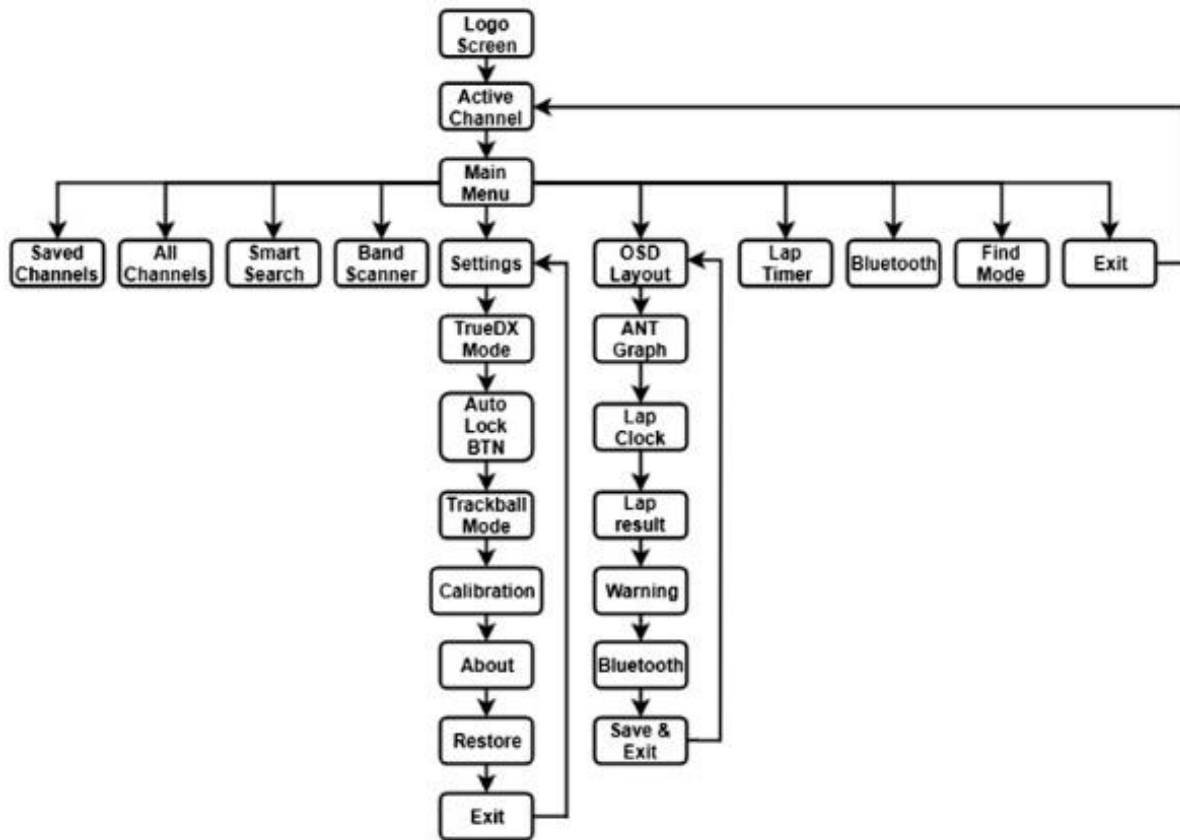 Logo
Screen
Active
Channel
Main
Menu
Saved
Channels
All
Channels
Smart
Search
Band
Scanner
Settings
OSD
Layout
Lap
Timer
Bluetooth
Find
Mode
Exit
TrueDX
Mode
Auto
Lock
BTN
Trackball
Mode
Calibration
About
Restore
Exit
ANT
Graph
Lap
Clock
Lap
result
Warning
Bluetooth
Save &
Exit